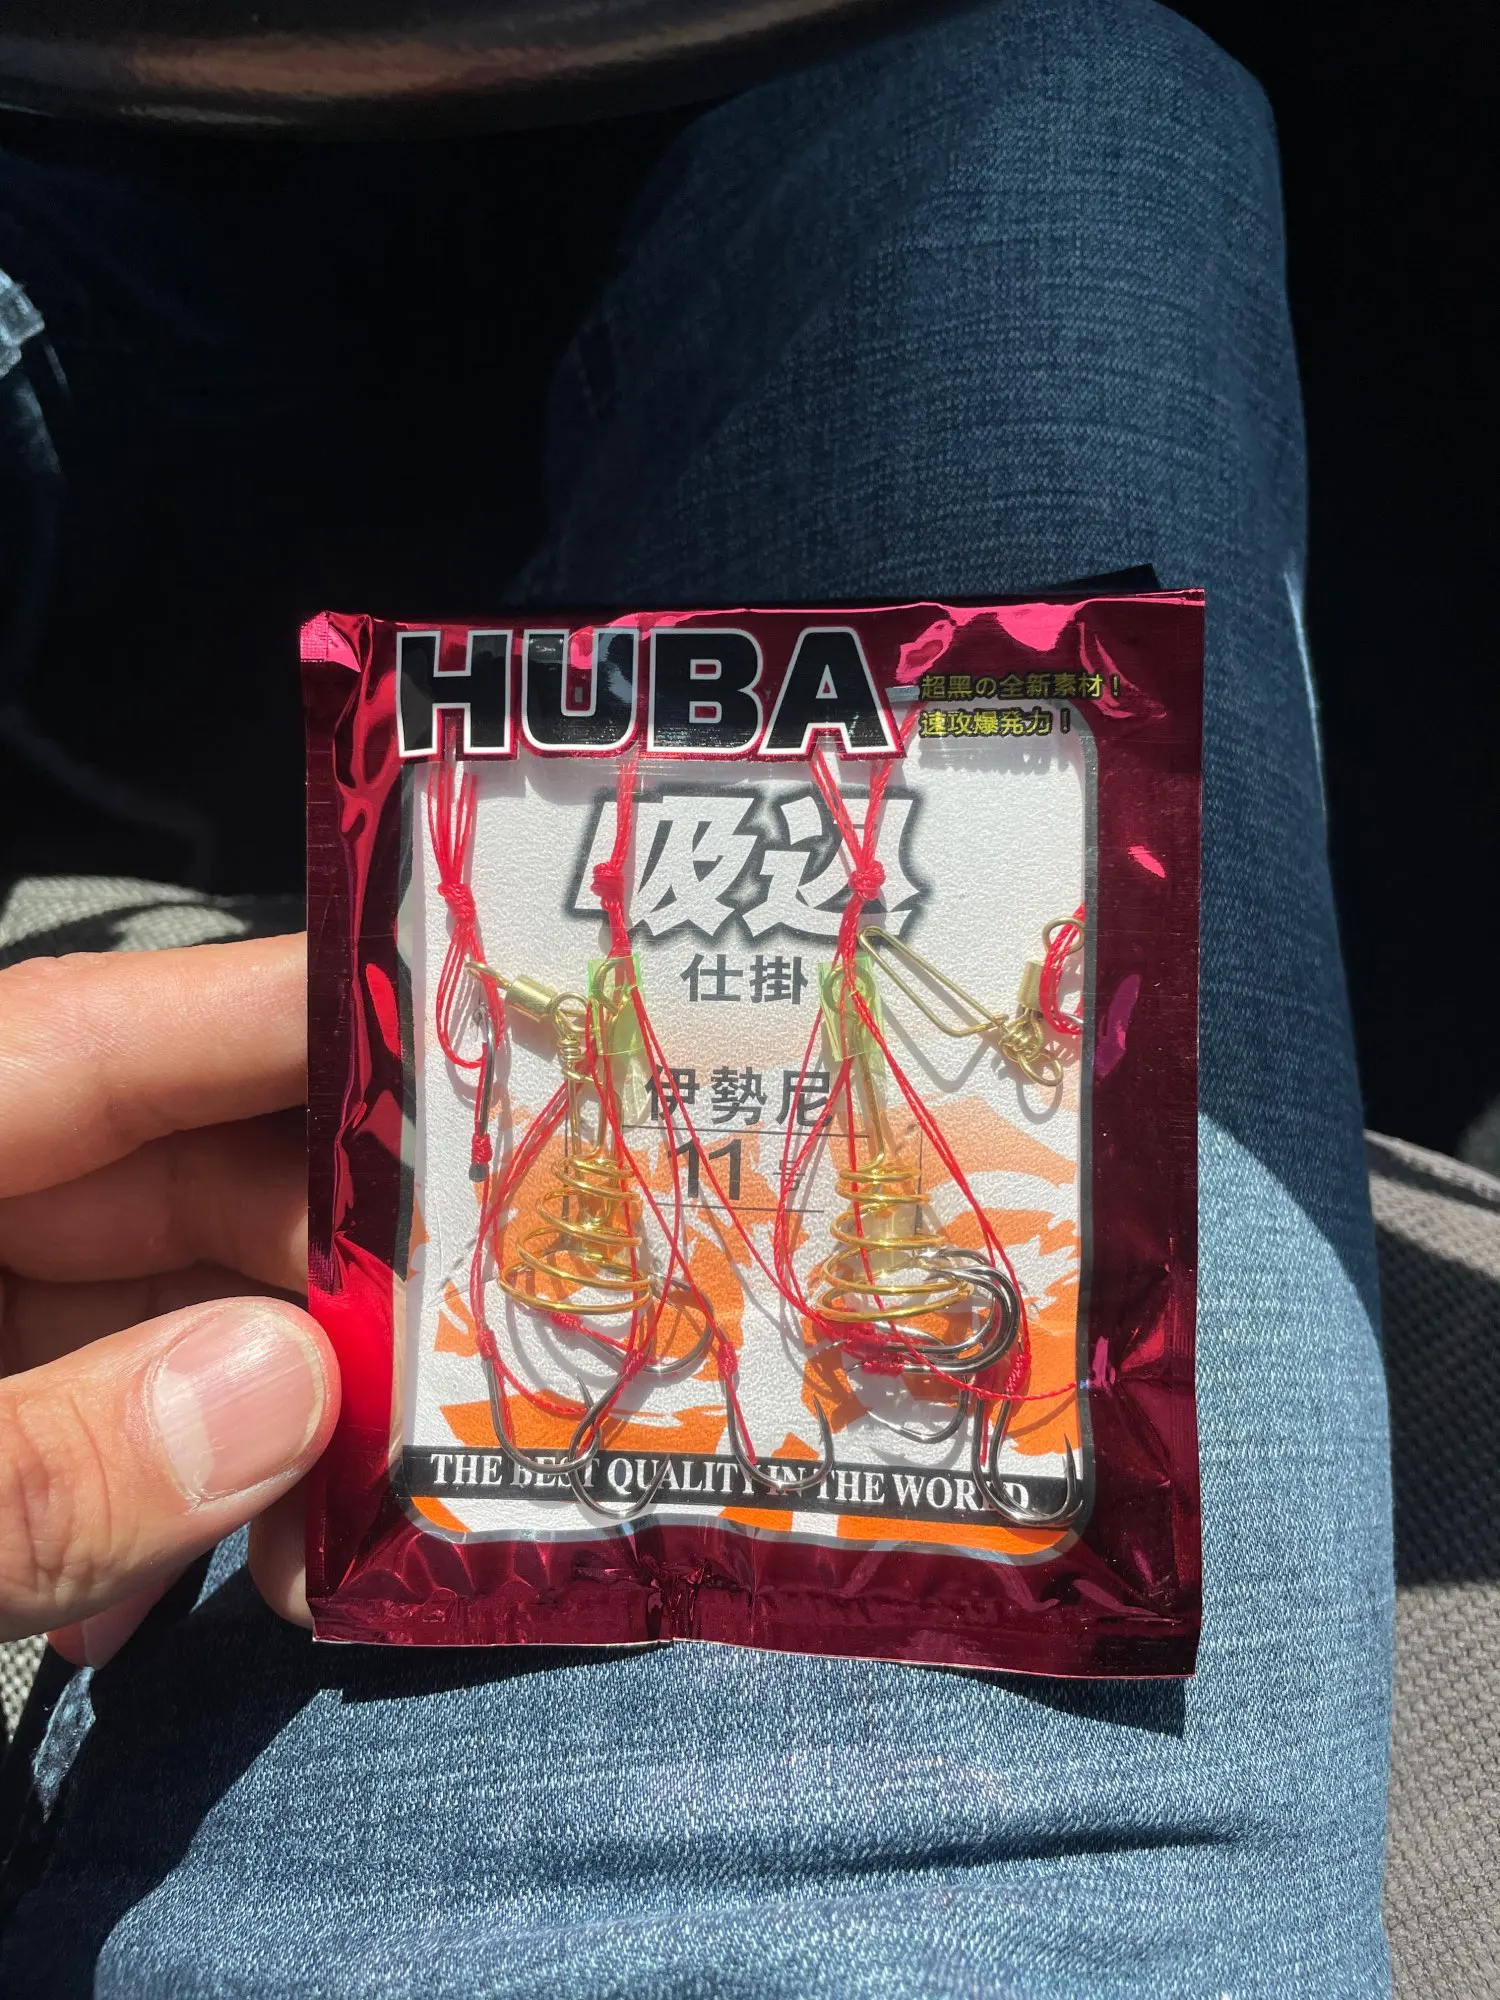 HUBA
超黑の全新素材！
速攻爆発力！
吸込
仕掛
伊勢尼
11 号
THE BEST QUALITY IN THE WORLD